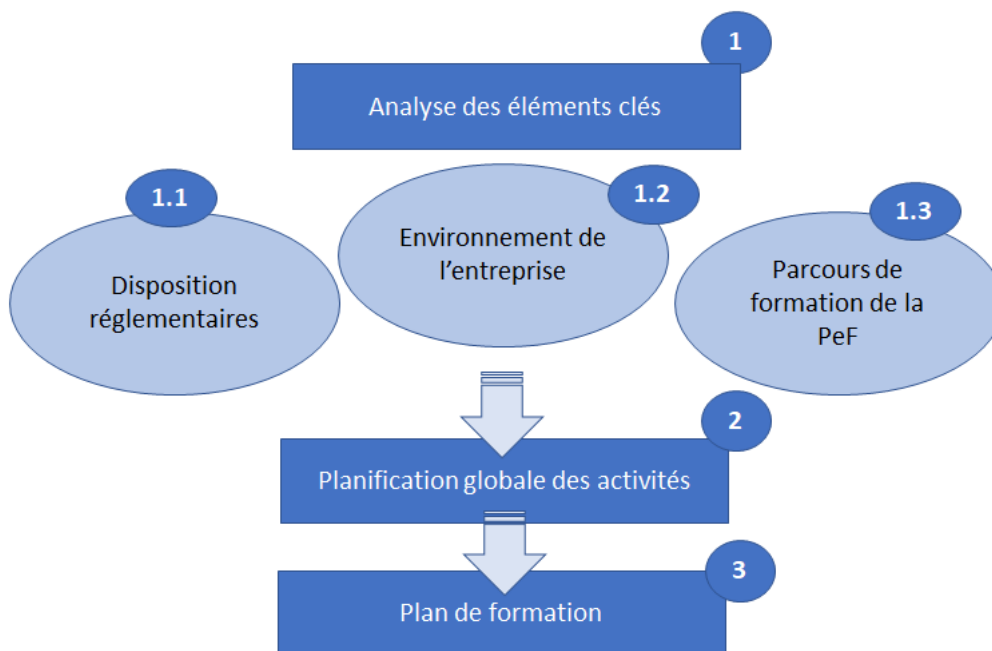 1
Analyse des éléments clés
1.1
Disposition
réglementaires
1.2
Environnement de
l’entreprise
1.3
Parcours de
formation de la
PeF
2
Planification globale des activités
3
Plan de formation